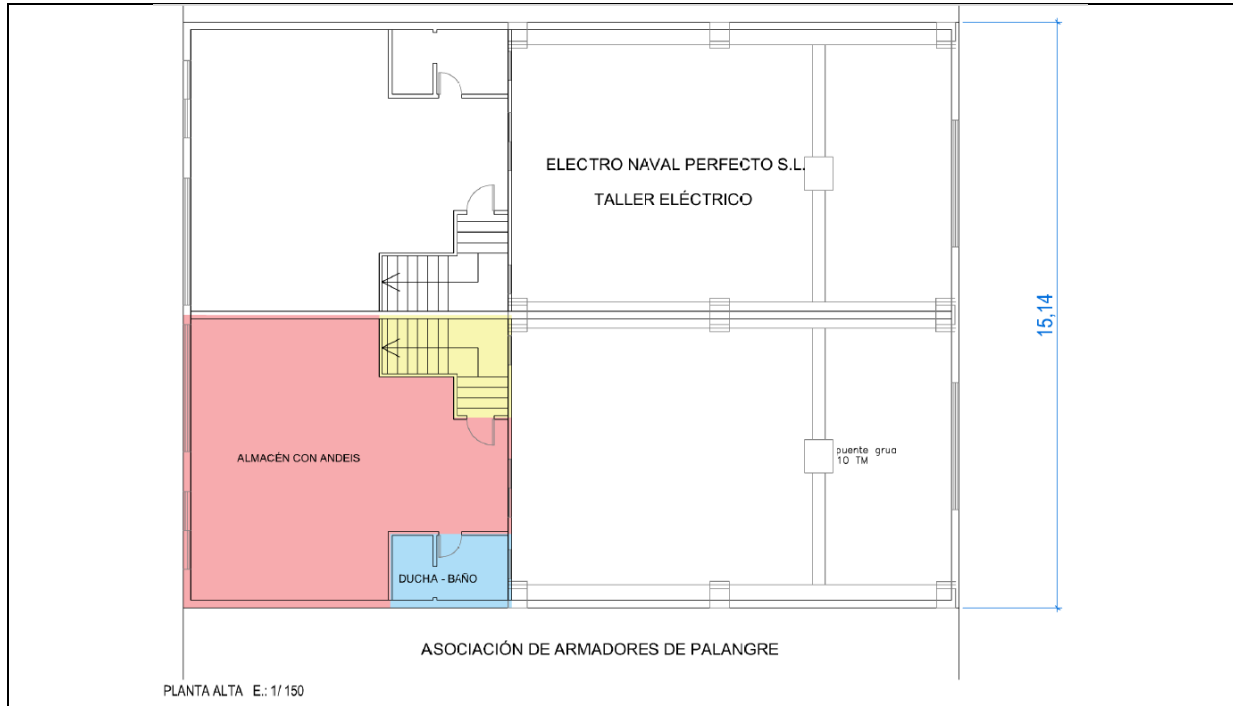 ELECTRO NAVAL PERFECTO S.L.
TALLER ELÉCTRICO
15,14
ALMACÉN CON ANDEIS
puente grua
10 TM
DUCHA - BAÑO
ASOCIACIÓN DE ARMADORES DE PALANGRE
PLANTA ALTA E.: 1/ 150